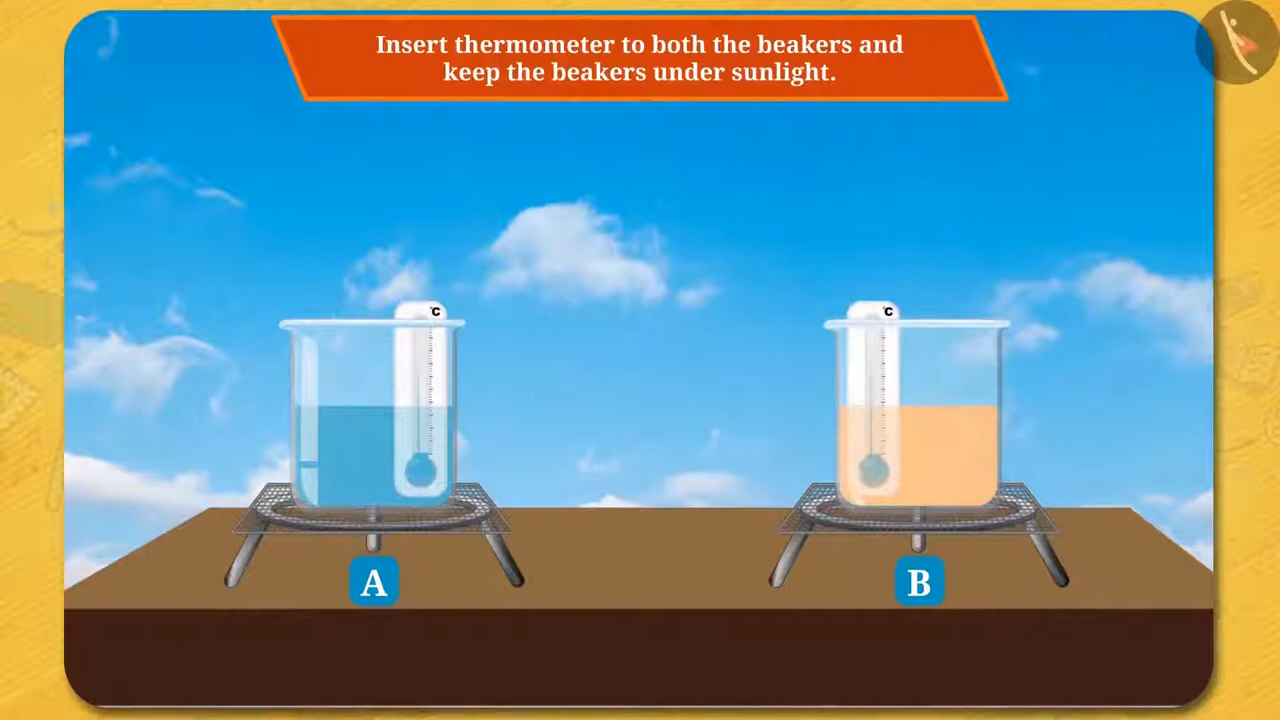 Insert thermometer to both the beakers and
keep the beakers under sunlight.
°C
°C
A
B